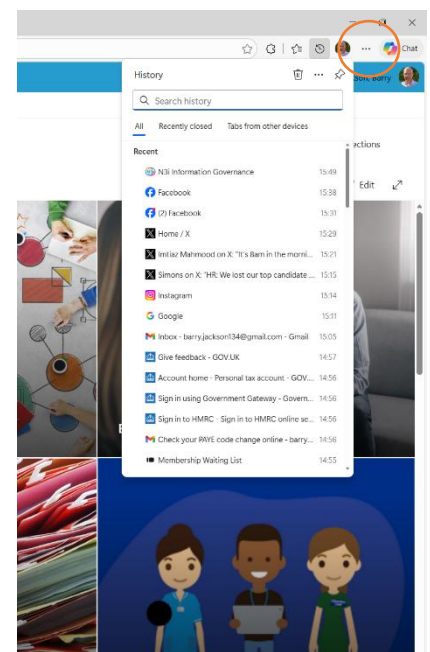 Chat
Barry
History
Search history
All Recently closed Tabs from other devices
Recent
N3i Information Governance 15:49
Facebook 15:38
(2) Facebook 15:31
Home / X 15:29
Imtiaz Mahmood on X: "It's 8am in the morni... 15:21
Simons on X: "HR: We lost our top candidate ... 15:15
Instagram 15:14
Google 15:11
Inbox - barry.jackson134@gmail.com - Gmail 15:05
Give feedback - GOV.UK 14:57
Account home - Personal tax account - GOV... 14:56
Sign in using Government Gateway - Govern... 14:56
Sign in to HMRC - Sign in to HMRC online se... 14:56
Check your PAYE code change online - barry... 14:56
Membership Waiting List 14:55
ections
Edit